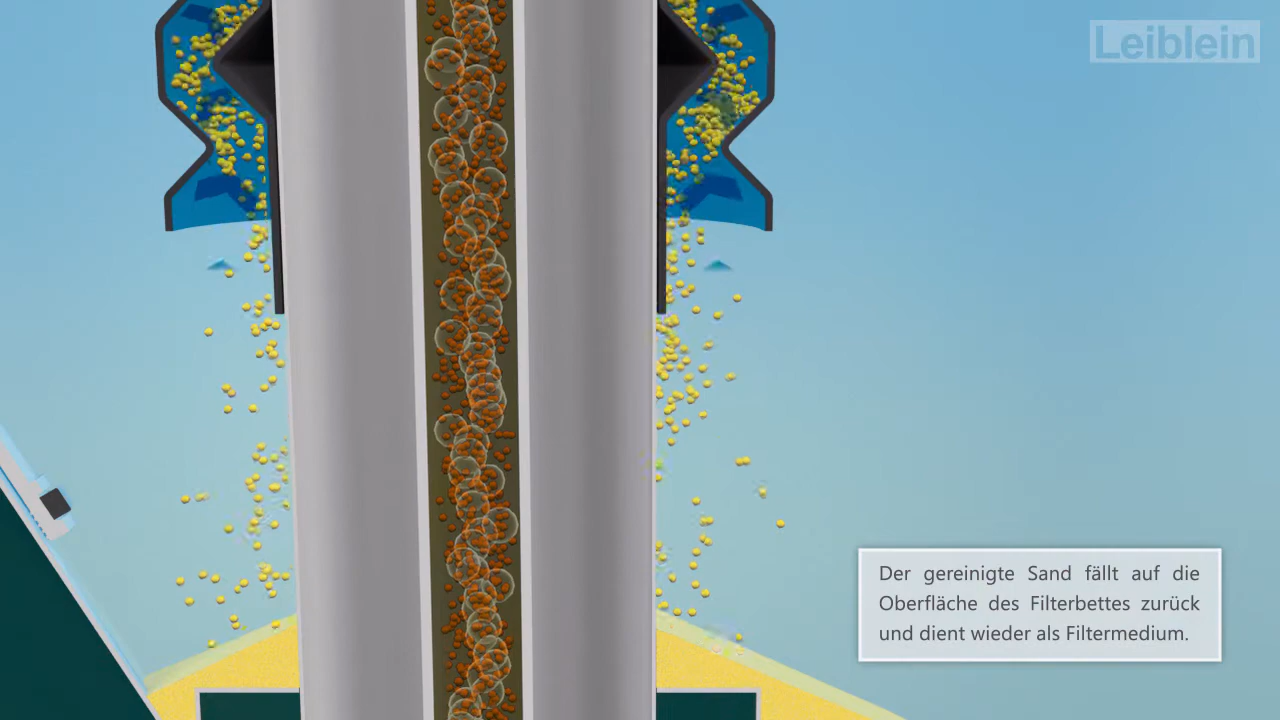 Leiblein
Der gereinigte Sand fällt auf die
Oberfläche des Filterbettes zurück
und dient wieder als Filtermedium.